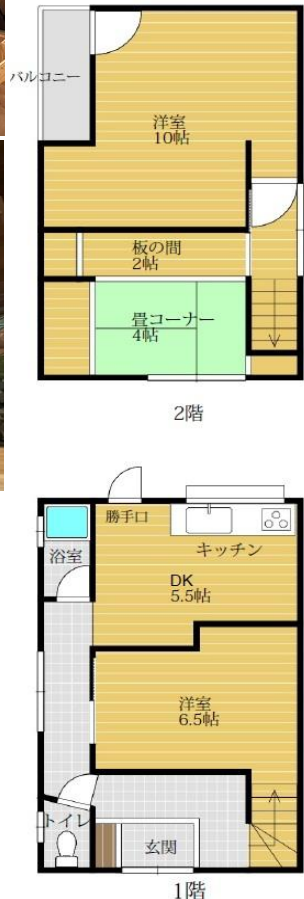 バルコニー
洋室
10帖
板の間
2帖
畳コーナー
4帖
2階
勝手口
浴室
キッチン
DK
5.5帖
洋室
6.5帖
トイレ
玄関
1階